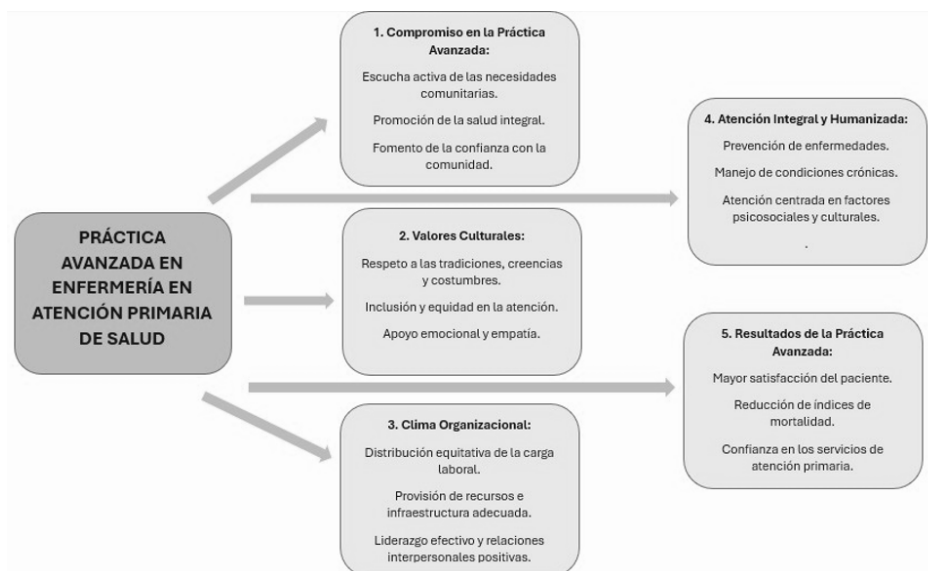 PRÁCTICA
AVANZADA EN
ENFERMERÍA EN
ATENCIÓN PRIMARIA
DE SALUD
1. Compromiso en la Práctica
Avanzada:
Escucha activa de las necesidades
comunitarias.
Promoción de la salud integral.
Fomento de la confianza con la
comunidad.
2. Valores Culturales:
Respeto a las tradiciones, creencias
y costumbres.
Inclusión y equidad en la atención.
Apoyo emocional y empatía.
3. Clima Organizacional:
Distribución equitativa de la carga
laboral.
Provisión de recursos e
infraestructura adecuada.
Liderazgo efectivo y relaciones
interpersonales positivas.
4. Atención Integral y Humanizada:
Prevención de enfermedades.
Manejo de condiciones crónicas.
Atención centrada en factores
psicosociales y culturales.
.
5. Resultados de la Práctica
Avanzada:
Mayor satisfacción del paciente.
Reducción de índices de
mortalidad.
Confianza en los servicios de
atención primaria.